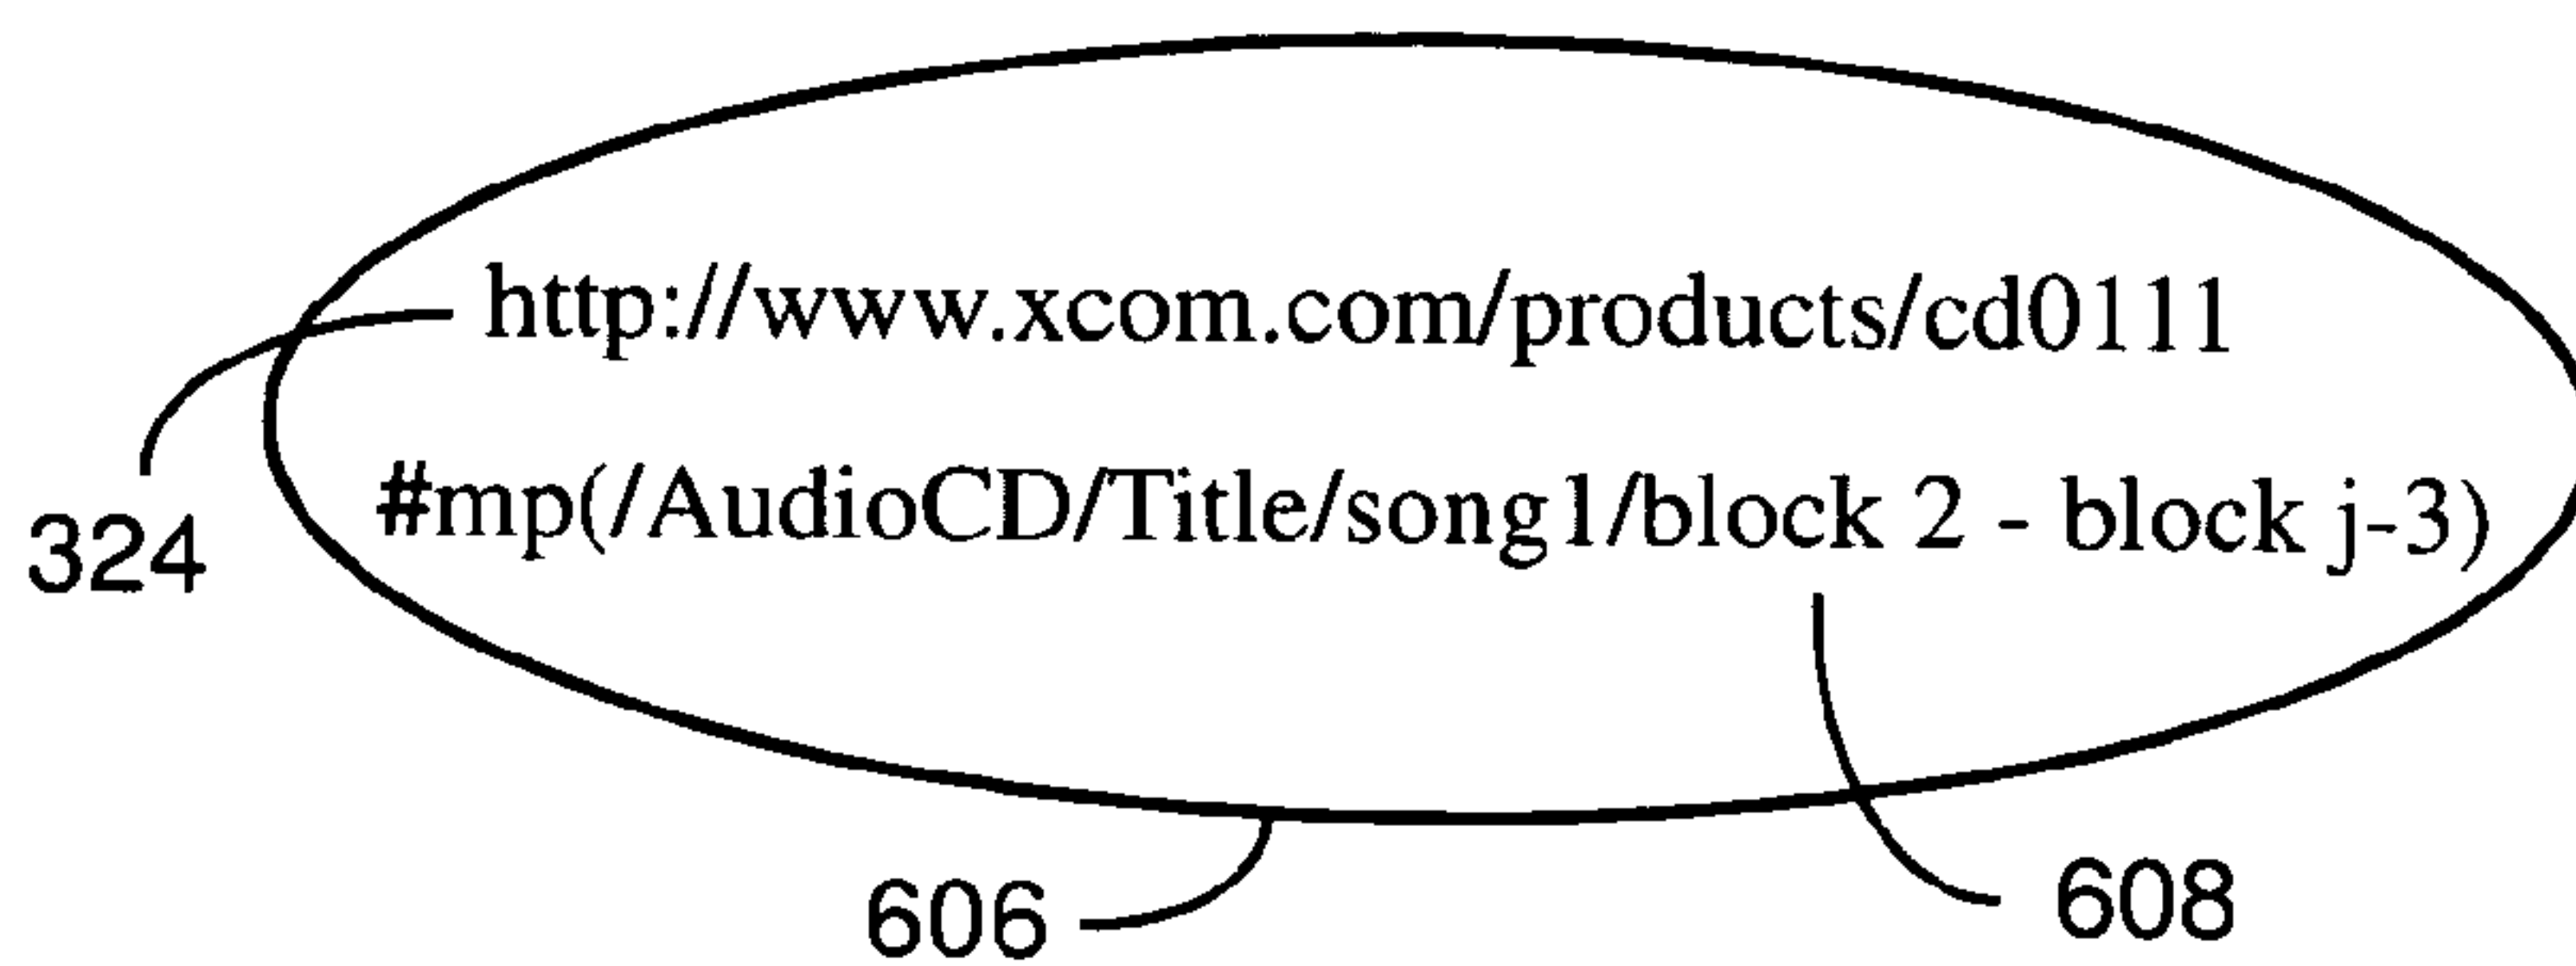 http://www.xcom.com/products/cd0111
#mp(/AudioCD/Title/song1/block 2 - block j-3)
324
606
608